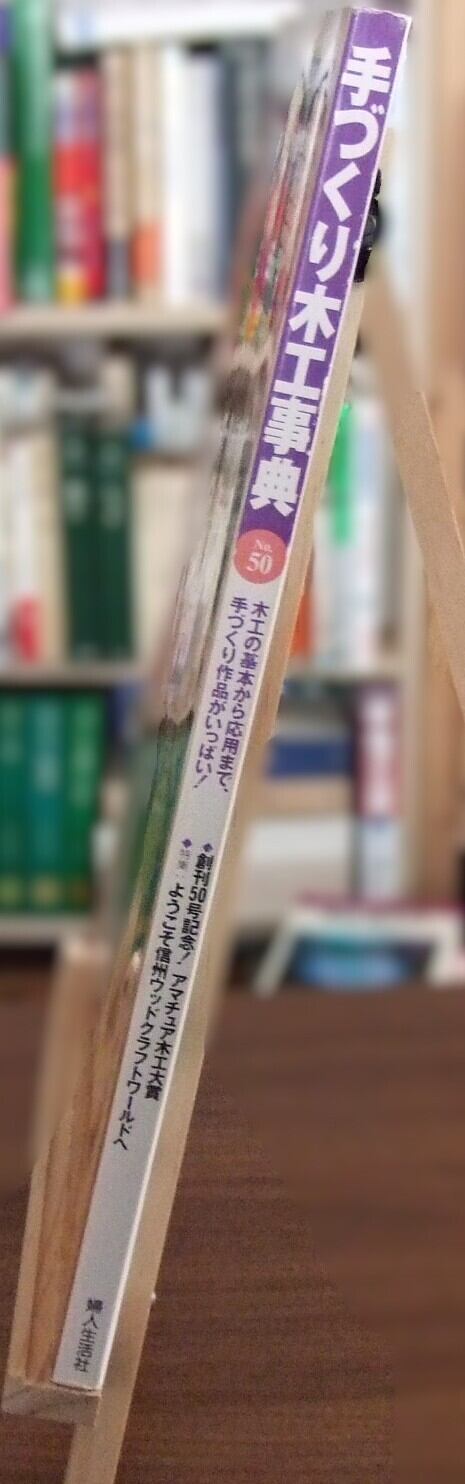 手づくり木工事典
No.
50
木工の基本から応用まで、
手づくり作品がいっぱい!
◆創刊50号記念! アマチュア木工大賞
◆特集:ようこそ信州ウッドクラフトワールドへ
婦人生活社